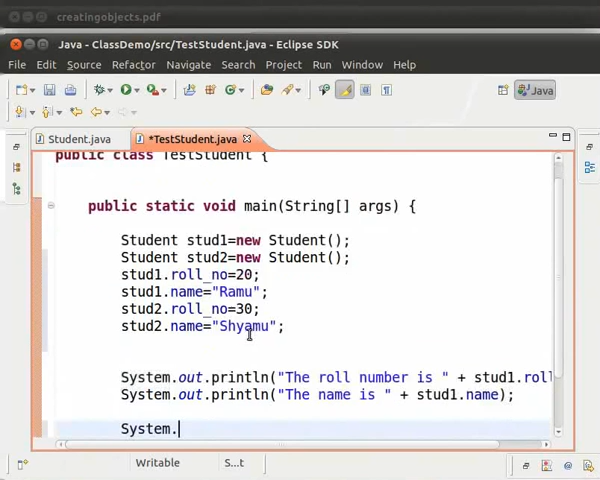 creatingobjects.pdf
Java - ClassDemo/src/TestStudent.java - Eclipse SDK
File Edit Source Refactor Navigate Search Project Run Window Help
Java
Student.java *TestStudent.java
public class TestStudent {
public static void main(String[] args) {
Student stud1=new Student();
Student stud2=new Student();
stud1.roll_no=20;
stud1.name="Ramu";
stud2.roll_no=30;
stud2.name="Shyamu";
System.out.println("The roll number is " + stud1.roll
System.out.println("The name is " + stud1.name);
System.
Writable S...t